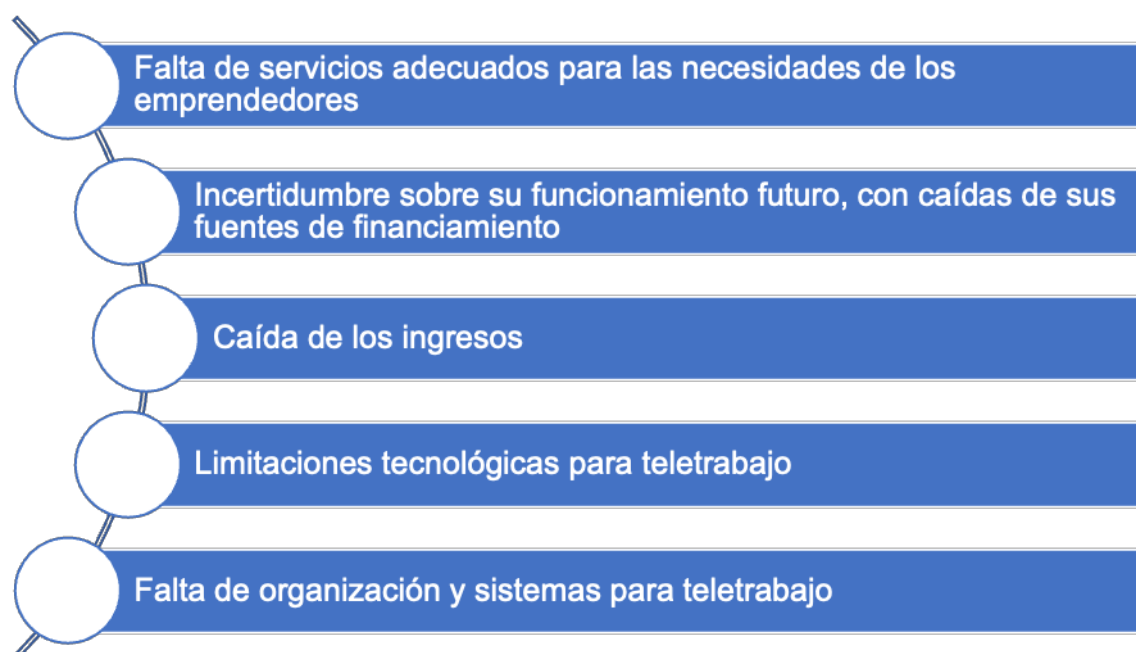 Falta de servicios adecuados para las necesidades de los
emprendedores
Incertidumbre sobre su funcionamiento futuro, con caídas de sus
fuentes de financiamiento
Caída de los ingresos
Limitaciones tecnológicas para teletrabajo
Falta de organización y sistemas para teletrabajo